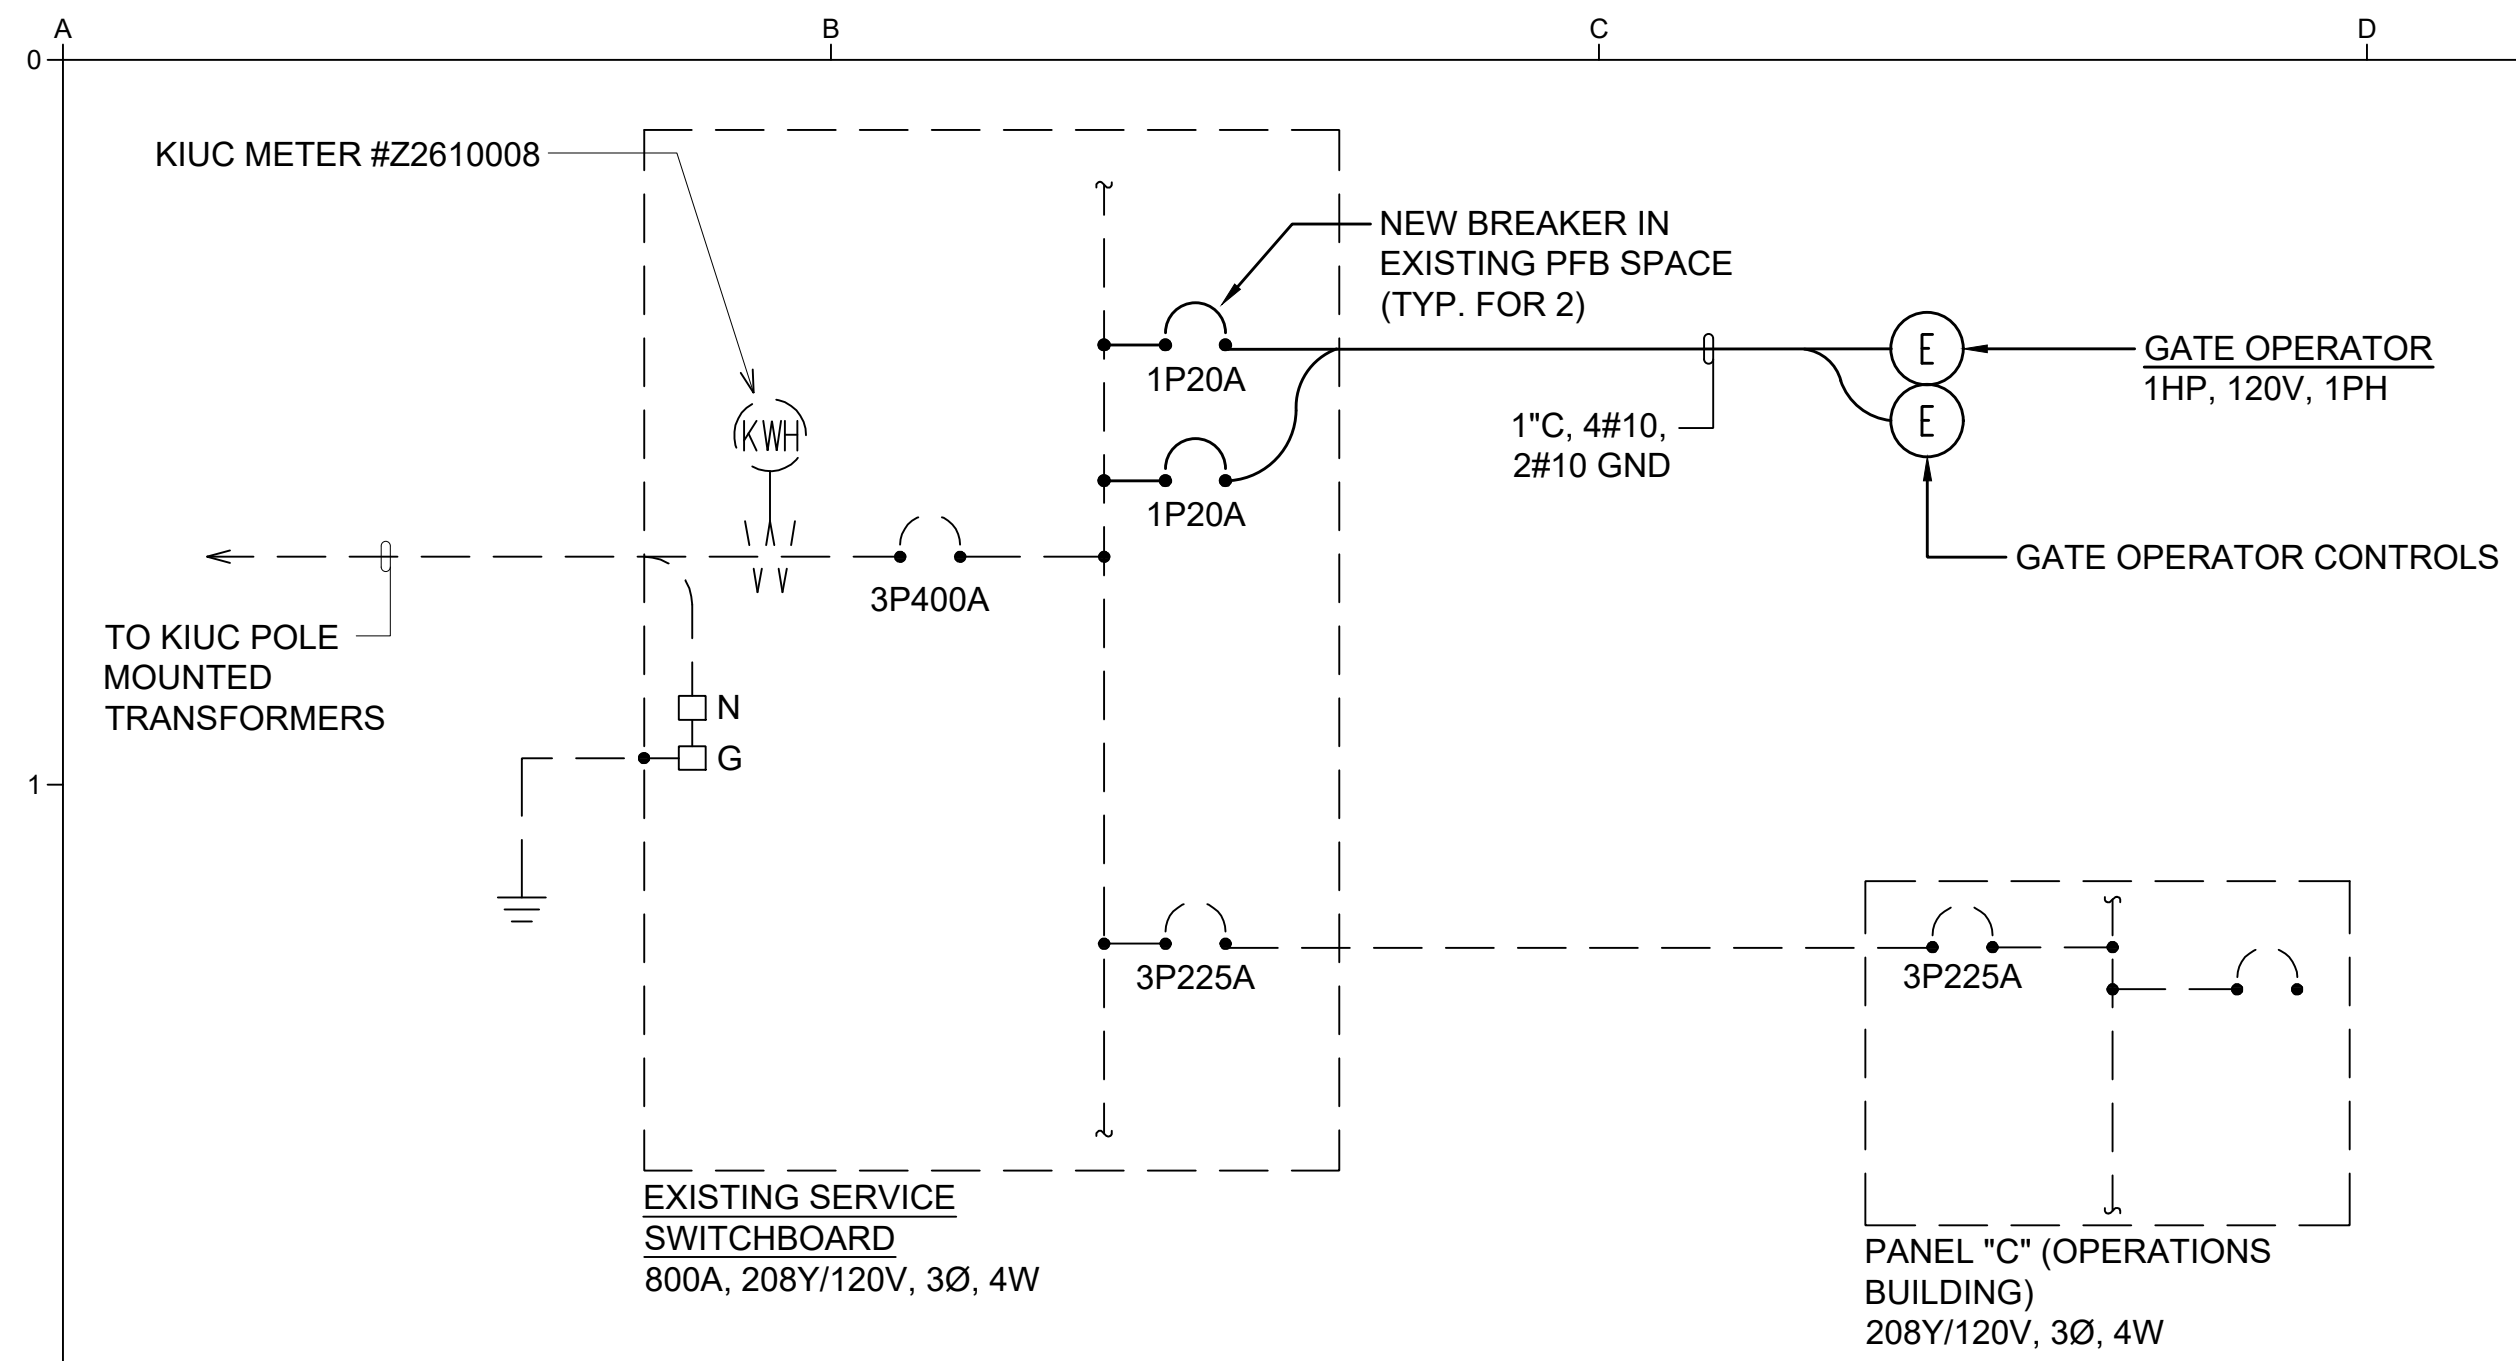 A
B
C
D
0
KIUC METER #Z2610008
NEW BREAKER IN
EXISTING PFB SPACE
(TYP. FOR 2)
1P20A
E
GATE OPERATOR
1HP, 120V, 1PH
KWH
1"C, 4#10,
2#10 GND
E
1P20A
GATE OPERATOR CONTROLS
3P400A
TO KIUC POLE
MOUNTED
TRANSFORMERS
N
G
1
3P225A
3P225A
EXISTING SERVICE
SWITCHBOARD
800A, 208Y/120V, 3Ø, 4W
PANEL "C" (OPERATIONS
BUILDING)
208Y/120V, 3Ø, 4W